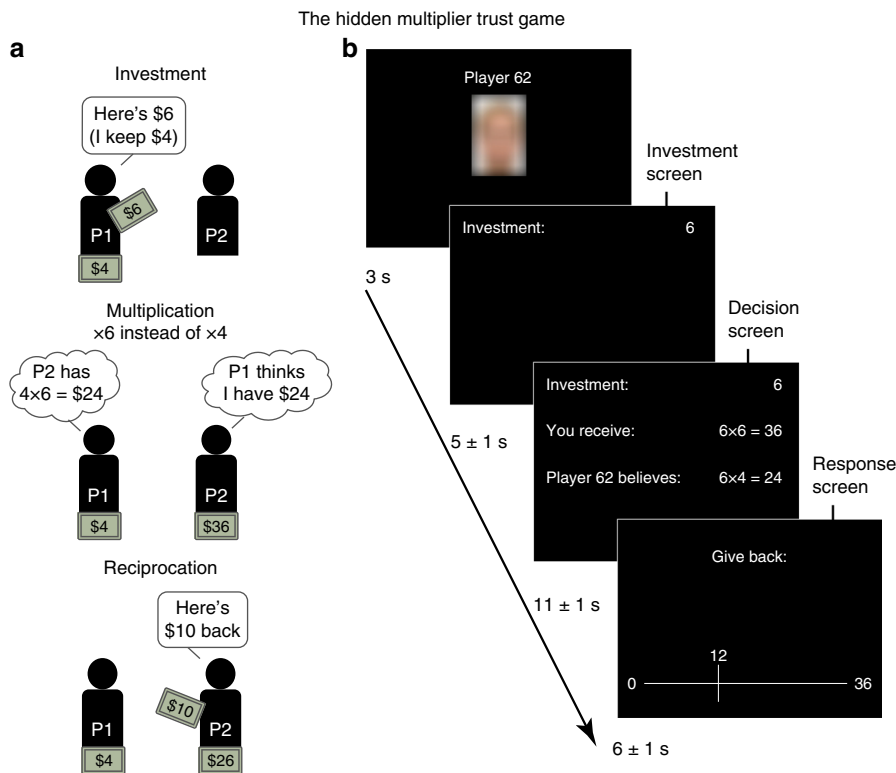 The hidden multiplier trust game
a
Investment
Here's $6
(I keep $4)
$6
P1
P2
$4
Multiplication
×6 instead of ×4
P2 has
4×6 = $24
P1 thinks
I have $24
P1
P2
$4
$36
Reciprocation
Here's
$10 back
$10
P1
P2
$4
$26
b
Player 62
Investment
screen
Investment: 6
3 s
Decision
screen
Investment: 6
You receive: 6×6 = 36
Player 62 believes: 6×4 = 24
5 ± 1 s
Response
screen
Give back:
12
0 36
11 ± 1 s
6 ± 1 s